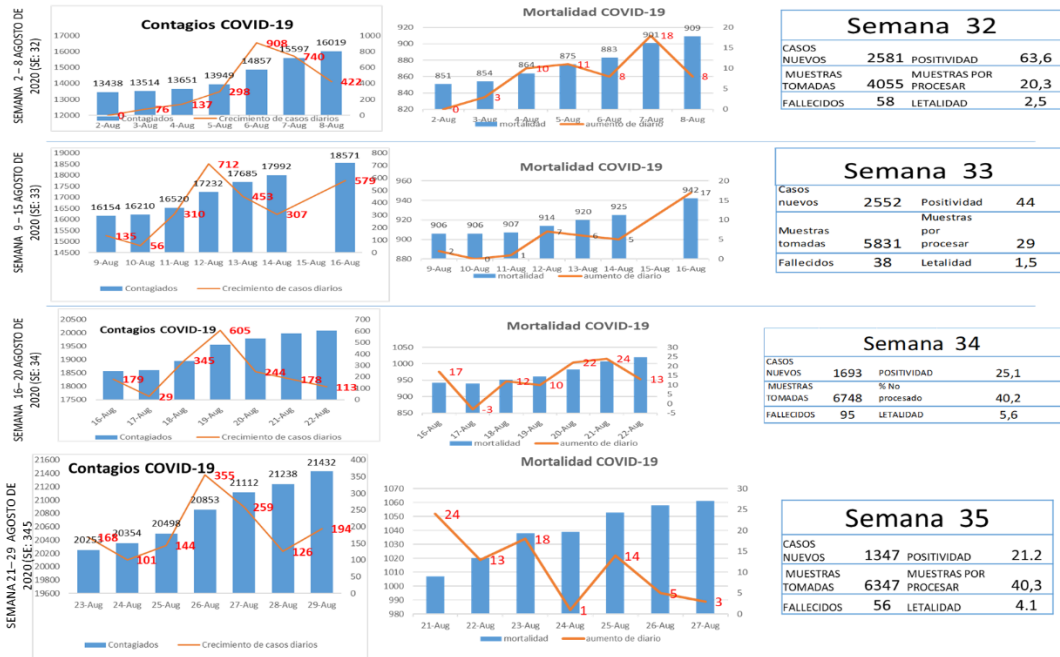 SEMANA 2 – 8 AGOSTO DE
2020 (SE: 32)
Contagios COVID-19
17000
16000
15000
14000
13000
12000
1000
800
600
400
200
0
13438
13514
13651
13949
14857
15597
16019
0
76
137
298
908
740
422
2-Aug
3-Aug
4-Aug
5-Aug
6-Aug
7-Aug
8-Aug
Contagiados
Crecimiento de casos diarios
Mortalidad COVID-19
920
900
880
860
840
820
20
15
10
5
0
851
854
864
875
883
901
909
0
3
10
11
8
18
8
2-Aug
3-Aug
4-Aug
5-Aug
6-Aug
7-Aug
8-Aug
mortalidad
aumento de diario
Semana 32
CASOS
NUEVOS 2581 POSITIVIDAD 63,6
MUESTRAS MUESTRAS POR
TOMADAS 4055 PROCESAR 20,3
FALLECIDOS 58 LETALIDAD 2,5
SEMANA 9 – 15 AGOSTO DE
2020 (SE: 33)
19000
18500
18000
17500
17000
16500
16000
15500
15000
14500
800
700
600
500
400
300
200
100
0
16154
16210
16520
17232
17685
17992
18571
135
56
310
712
453
307
579
9-Aug
10-Aug
11-Aug
12-Aug
13-Aug
14-Aug
15-Aug
16-Aug
Contagiados
Crecimiento de casos diarios
Mortalidad COVID-19
960
940
920
900
880
20
15
10
5
0
906
906
907
914
920
925
942
2
0
1
7
6
5
17
9-Aug
10-Aug
11-Aug
12-Aug
13-Aug
14-Aug
15-Aug
16-Aug
mortalidad
aumento de diario
Semana 33
Casos
nuevos 2552 Positividad 44
Muestras
Muestras por
tomadas 5831 procesar 29
Fallecidos 38 Letalidad 1,5
SEMANA 16 – 20 AGOSTO DE
2020 (SE: 34)
Contagios COVID-19
20500
19500
18500
17500
700
600
500
400
300
200
100
0
179
29
345
605
244
178
113
16-Aug
17-Aug
18-Aug
19-Aug
20-Aug
21-Aug
22-Aug
Contagiados
Crecimiento de casos diarios
Mortalidad COVID-19
1050
1000
950
900
850
30
25
20
15
10
5
0
-5
17
-3
12
10
22
24
13
16-Aug
17-Aug
18-Aug
19-Aug
20-Aug
21-Aug
22-Aug
mortalidad
aumento de diario
Semana 34
CASOS
NUEVOS 1693 POSITIVIDAD 25,1
MUESTRAS % No
TOMADAS 6748 procesado 40,2
FALLECIDOS 95 LETALIDAD 5,6
SEMANA 21 – 29 AGOSTO DE
2020 (SE: 345
Contagios COVID-19
21600
21400
21200
21000
20800
20600
20400
20200
20000
19800
19600
400
350
300
250
200
150
100
50
0
20253
20354
20498
20853
21112
21238
21432
168
101
144
355
259
126
194
23-Aug
24-Aug
25-Aug
26-Aug
27-Aug
28-Aug
29-Aug
Contagiados
Crecimiento de casos diarios
Mortalidad COVID-19
1070
1060
1050
1040
1030
1020
1010
1000
990
980
30
25
20
15
10
5
0
24
13
18
1
14
5
3
21-Aug
22-Aug
23-Aug
24-Aug
25-Aug
26-Aug
27-Aug
mortalidad
aumento de diario
Semana 35
CASOS
NUEVOS 1347 POSITIVIDAD 21.2
MUESTRAS MUESTRAS POR
TOMADAS 6347 PROCESAR 40,3
FALLECIDOS 56 LETALIDAD 4.1